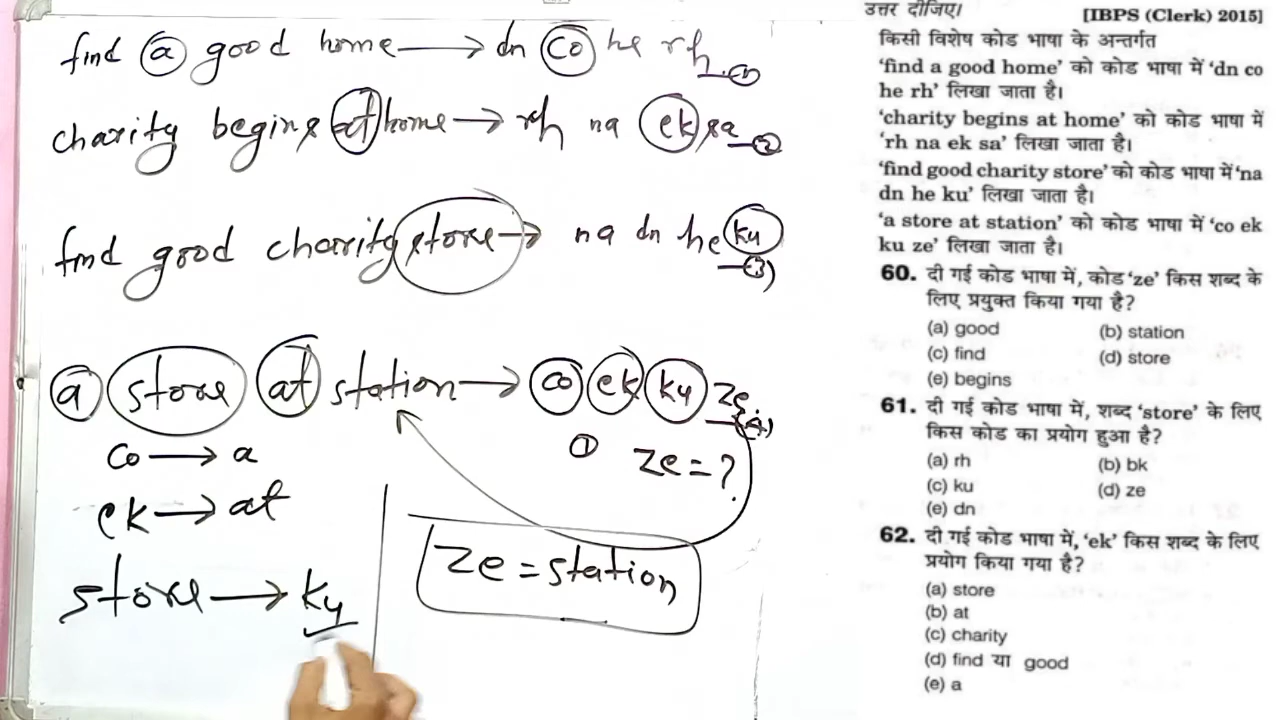 find a good home → dn co he rh —①
charity begins at home → rh na ek sa —②
find good charity store → na dn he ku —③
a store at station → co ek ku ze —④
co → a
① ze = ?
ek → at
ze = station
store → ku
उत्तर दीजिए।
[IBPS (Clerk) 2015]
किसी विशेष कोड भाषा के अन्तर्गत
'find a good home' को कोड भाषा में 'dn co
he rh' लिखा जाता है।
'charity begins at home' को कोड भाषा में
'rh na ek sa' लिखा जाता है।
'find good charity store' को कोड भाषा में 'na
dn he ku' लिखा जाता है।
'a store at station' को कोड भाषा में 'co ek
ku ze' लिखा जाता है।
60. दी गई कोड भाषा में, कोड 'ze' किस शब्द के
लिए प्रयुक्त किया गया है?
(a) good (b) station
(c) find (d) store
(e) begins
61. दी गई कोड भाषा में, शब्द 'store' के लिए
किस कोड का प्रयोग हुआ है?
(a) rh (b) bk
(c) ku (d) ze
(e) dn
62. दी गई कोड भाषा में, 'ek' किस शब्द के लिए
प्रयोग किया गया है?
(a) store
(b) at
(c) charity
(d) find या good
(e) a